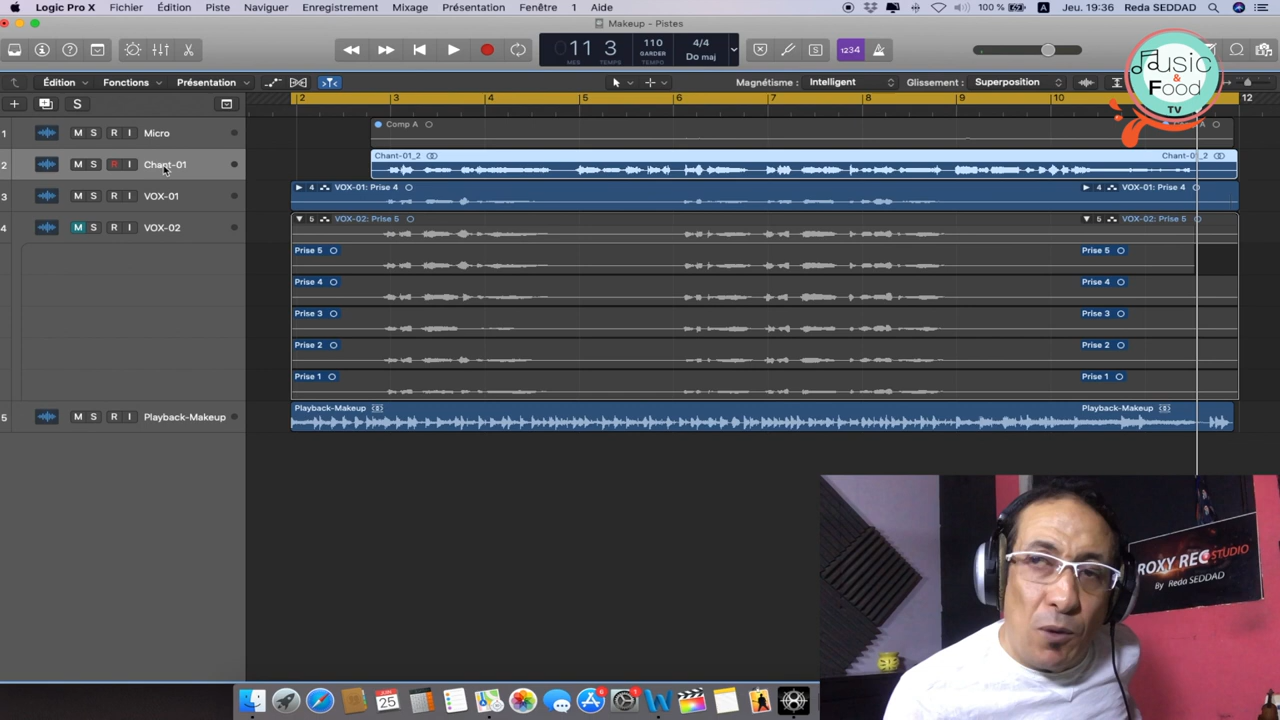 Logic Pro X Fichier Édition Piste Naviguer Enregistrement Mixage Présentation Fenêtre 1 Aide 100 % A Jeu. 19:36 Reda SEDDAD
Makeup - Pistes
011 3 110 4/4
1234
MES TEMPS GARDER TEMPO Do maj
Music & Food TV
Édition Fonctions Présentation Magnétisme : Intelligent Glissement : Superposition
S 2 3 4 5 6 7 8 9 10 12
1 M S R I Micro Comp A
2 M S R I Chant-01 Chant-01_2
3 M S R I VOX-01 4 VOX-01: Prise 4 4 VOX-01: Prise 4
4 M S R I VOX-02 5 VOX-02: Prise 5 5 VOX-02: Prise 5
Prise 5 Prise 5
Prise 4 Prise 4
Prise 3 Prise 3
Prise 2 Prise 2
Prise 1 Prise 1
5 M S R I Playback-Makeup Playback-Makeup Playback-Makeup
ROXY REC STUDIO
By Reda SEDDAD
JUN 25